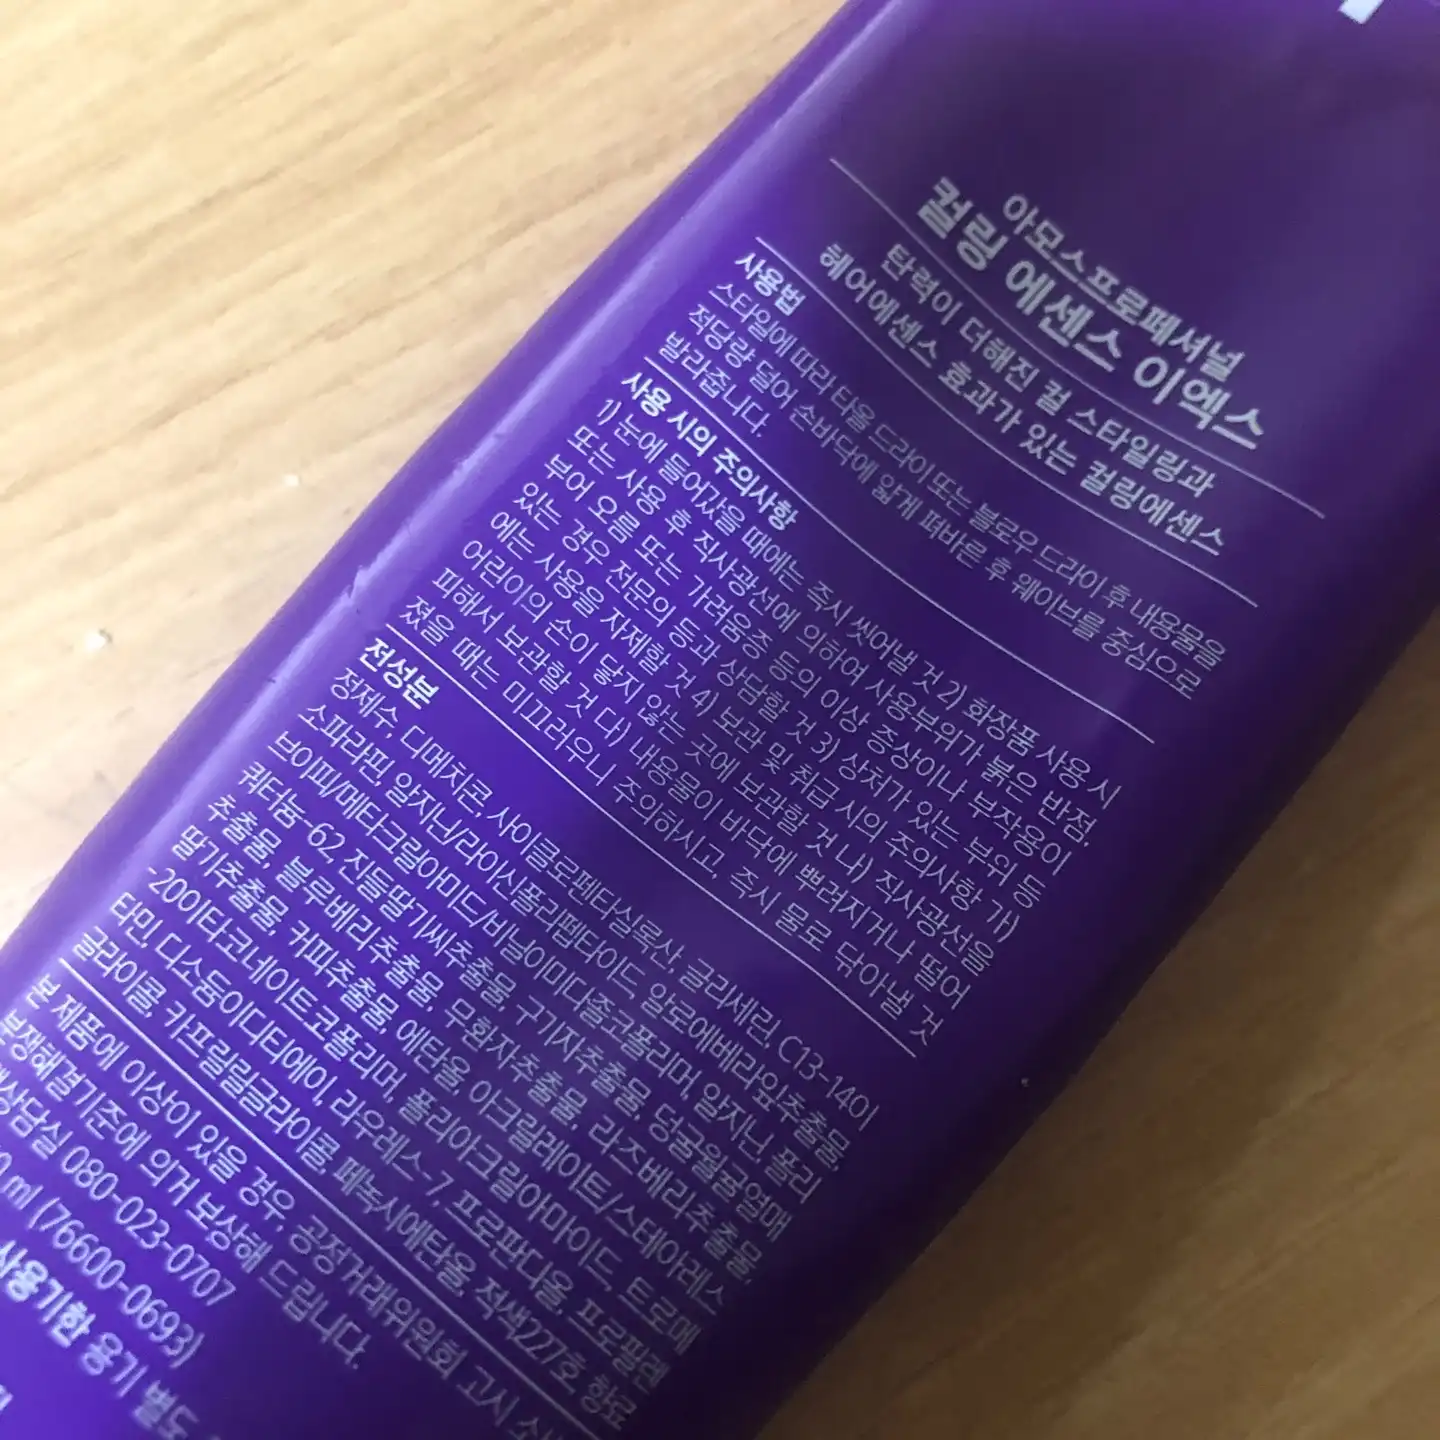 아모스프로페셔널
컬링 에센스 이엑스
탄력이 더해진 컬 스타일링과
헤어에센스 효과가 있는 컬링에센스
사용법
스타일에 따라 타올 드라이 또는 블로우 드라이 후 내용물을
적당량 덜어 손바닥에 얇게 펴바른 후 웨이브를 중심으로
발라줍니다.
사용 시의 주의사항
1) 눈에 들어갔을 때에는 즉시 씻어낼 것 2) 화장품 사용 시
또는 사용 후 직사광선에 의하여 사용부위가 붉은 반점,
부어 오름 또는 가려움증 등의 이상 증상이나 부작용이
있는 경우 전문의 등과 상담할 것 3) 상처가 있는 부위 등
에는 사용을 자제할 것 4) 보관 및 취급 시의 주의사항 가)
어린이의 손이 닿지 않는 곳에 보관할 것 나) 직사광선을
피해서 보관할 것 다) 내용물이 바닥에 뿌려지거나 떨어
졌을 때는 미끄러우니 주의하시고, 즉시 물로 닦아낼 것
전성분
정제수, 디메치콘, 사이클로펜타실록산, 글리세린, C13-14이
소파라핀, 알지닌/라이신폴리펩타이드, 알로에베라잎추출물,
브이피/메타크릴아미드/비닐이미다졸코폴리머, 알지닌, 폴리
쿼터늄-62, 진들딸기씨추출물, 구기자추출물, 덩굴월귤열매
추출물, 블루베리추출물, 무환자추출물, 라즈베리추출물,
딸기추출물, 커피추출물, 에탄올, 아크릴레이트/스테아레스
-20이타코네이트코폴리머, 폴리아크릴아마이드, 트로메
타민, 디소듐이디티에이, 라우레스-7, 프로판디올, 프로필렌
글라이콜, 카프릴릴글라이콜, 페녹시에탄올, 적색227호, 향료
본 제품에 이상이 있을 경우, 공정거래위원회 고시 소
분쟁해결기준에 의거 보상해 드립니다.
상담실 080-023-0707
0 ml (76600-0693)
사용기한 용기 별도